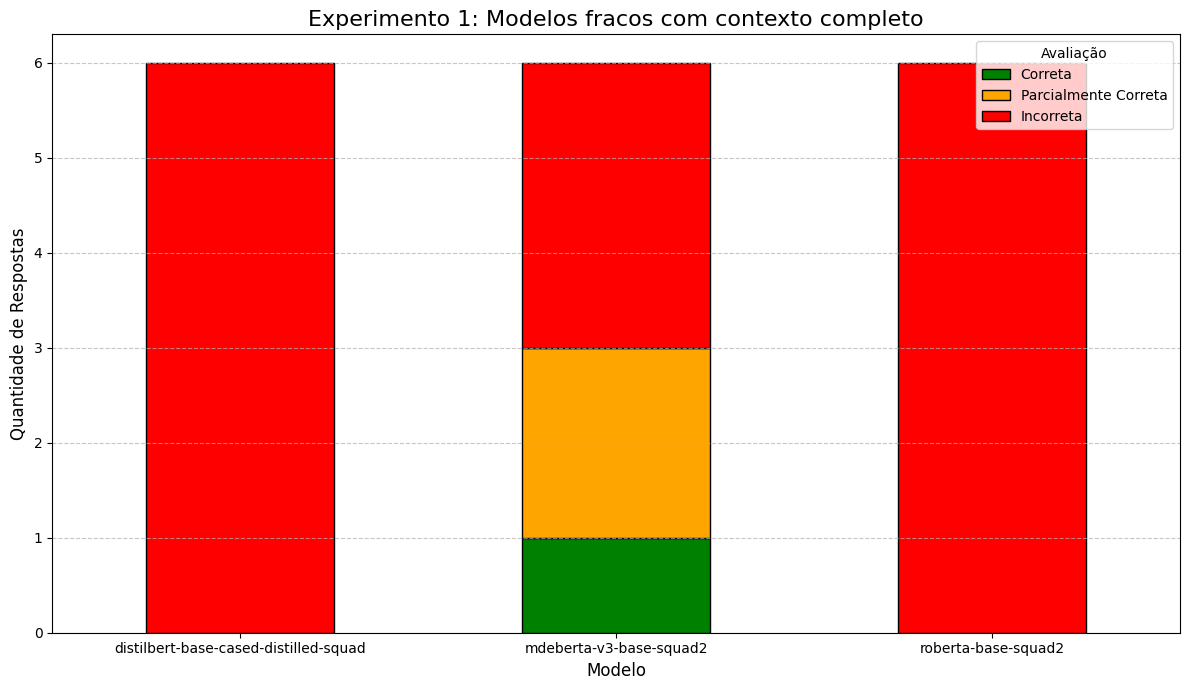 Experimento 1: Modelos fracos com contexto completo
Avaliação
Correta
Parcialmente Correta
Incorreta
Quantidade de Respostas
6
5
4
3
2
1
0
distilbert-base-cased-distilled-squad
mdeberta-v3-base-squad2
roberta-base-squad2
Modelo